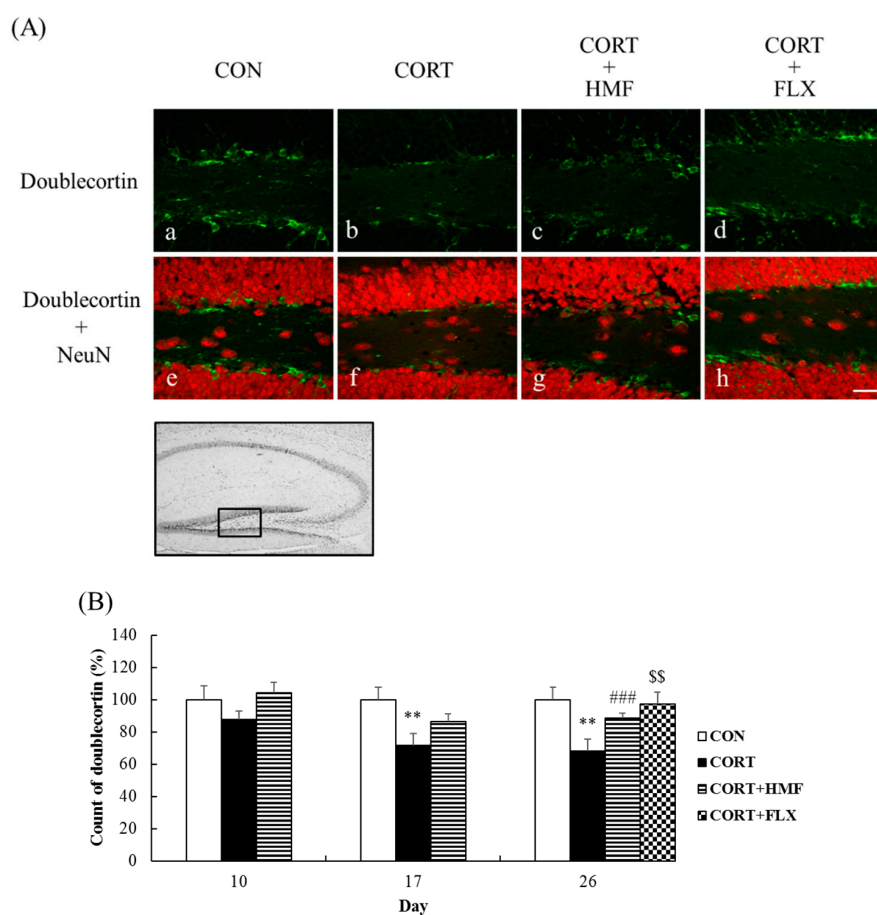 (A)
CON
CORT
CORT
+
HMF
CORT
+
FLX
Doublecortin
a
b
c
d
Doublecortin
+
NeuN
e
f
g
h
(B)
Count of doublecortin (%)
140
120
100
80
60
40
20
0
**
**
###
$$
10
17
26
Day
CON
CORT
CORT+HMF
CORT+FLX